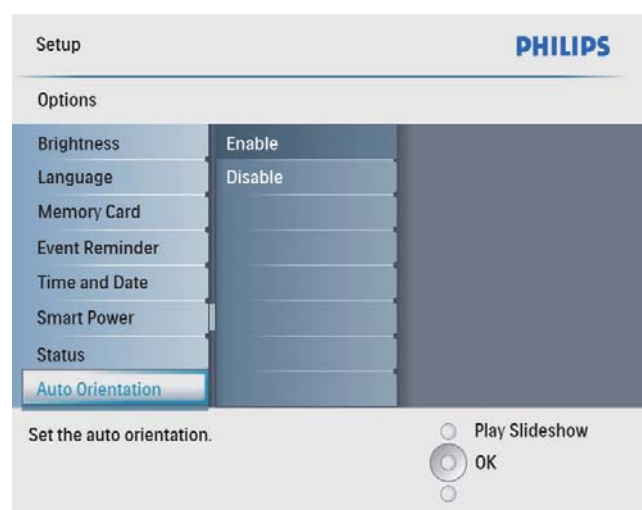 Setup
PHILIPS
Options
Brightness
Enable
Language
Disable
Memory Card
Event Reminder
Time and Date
Smart Power
Status
Auto Orientation
Set the auto orientation.
Play Slideshow
OK